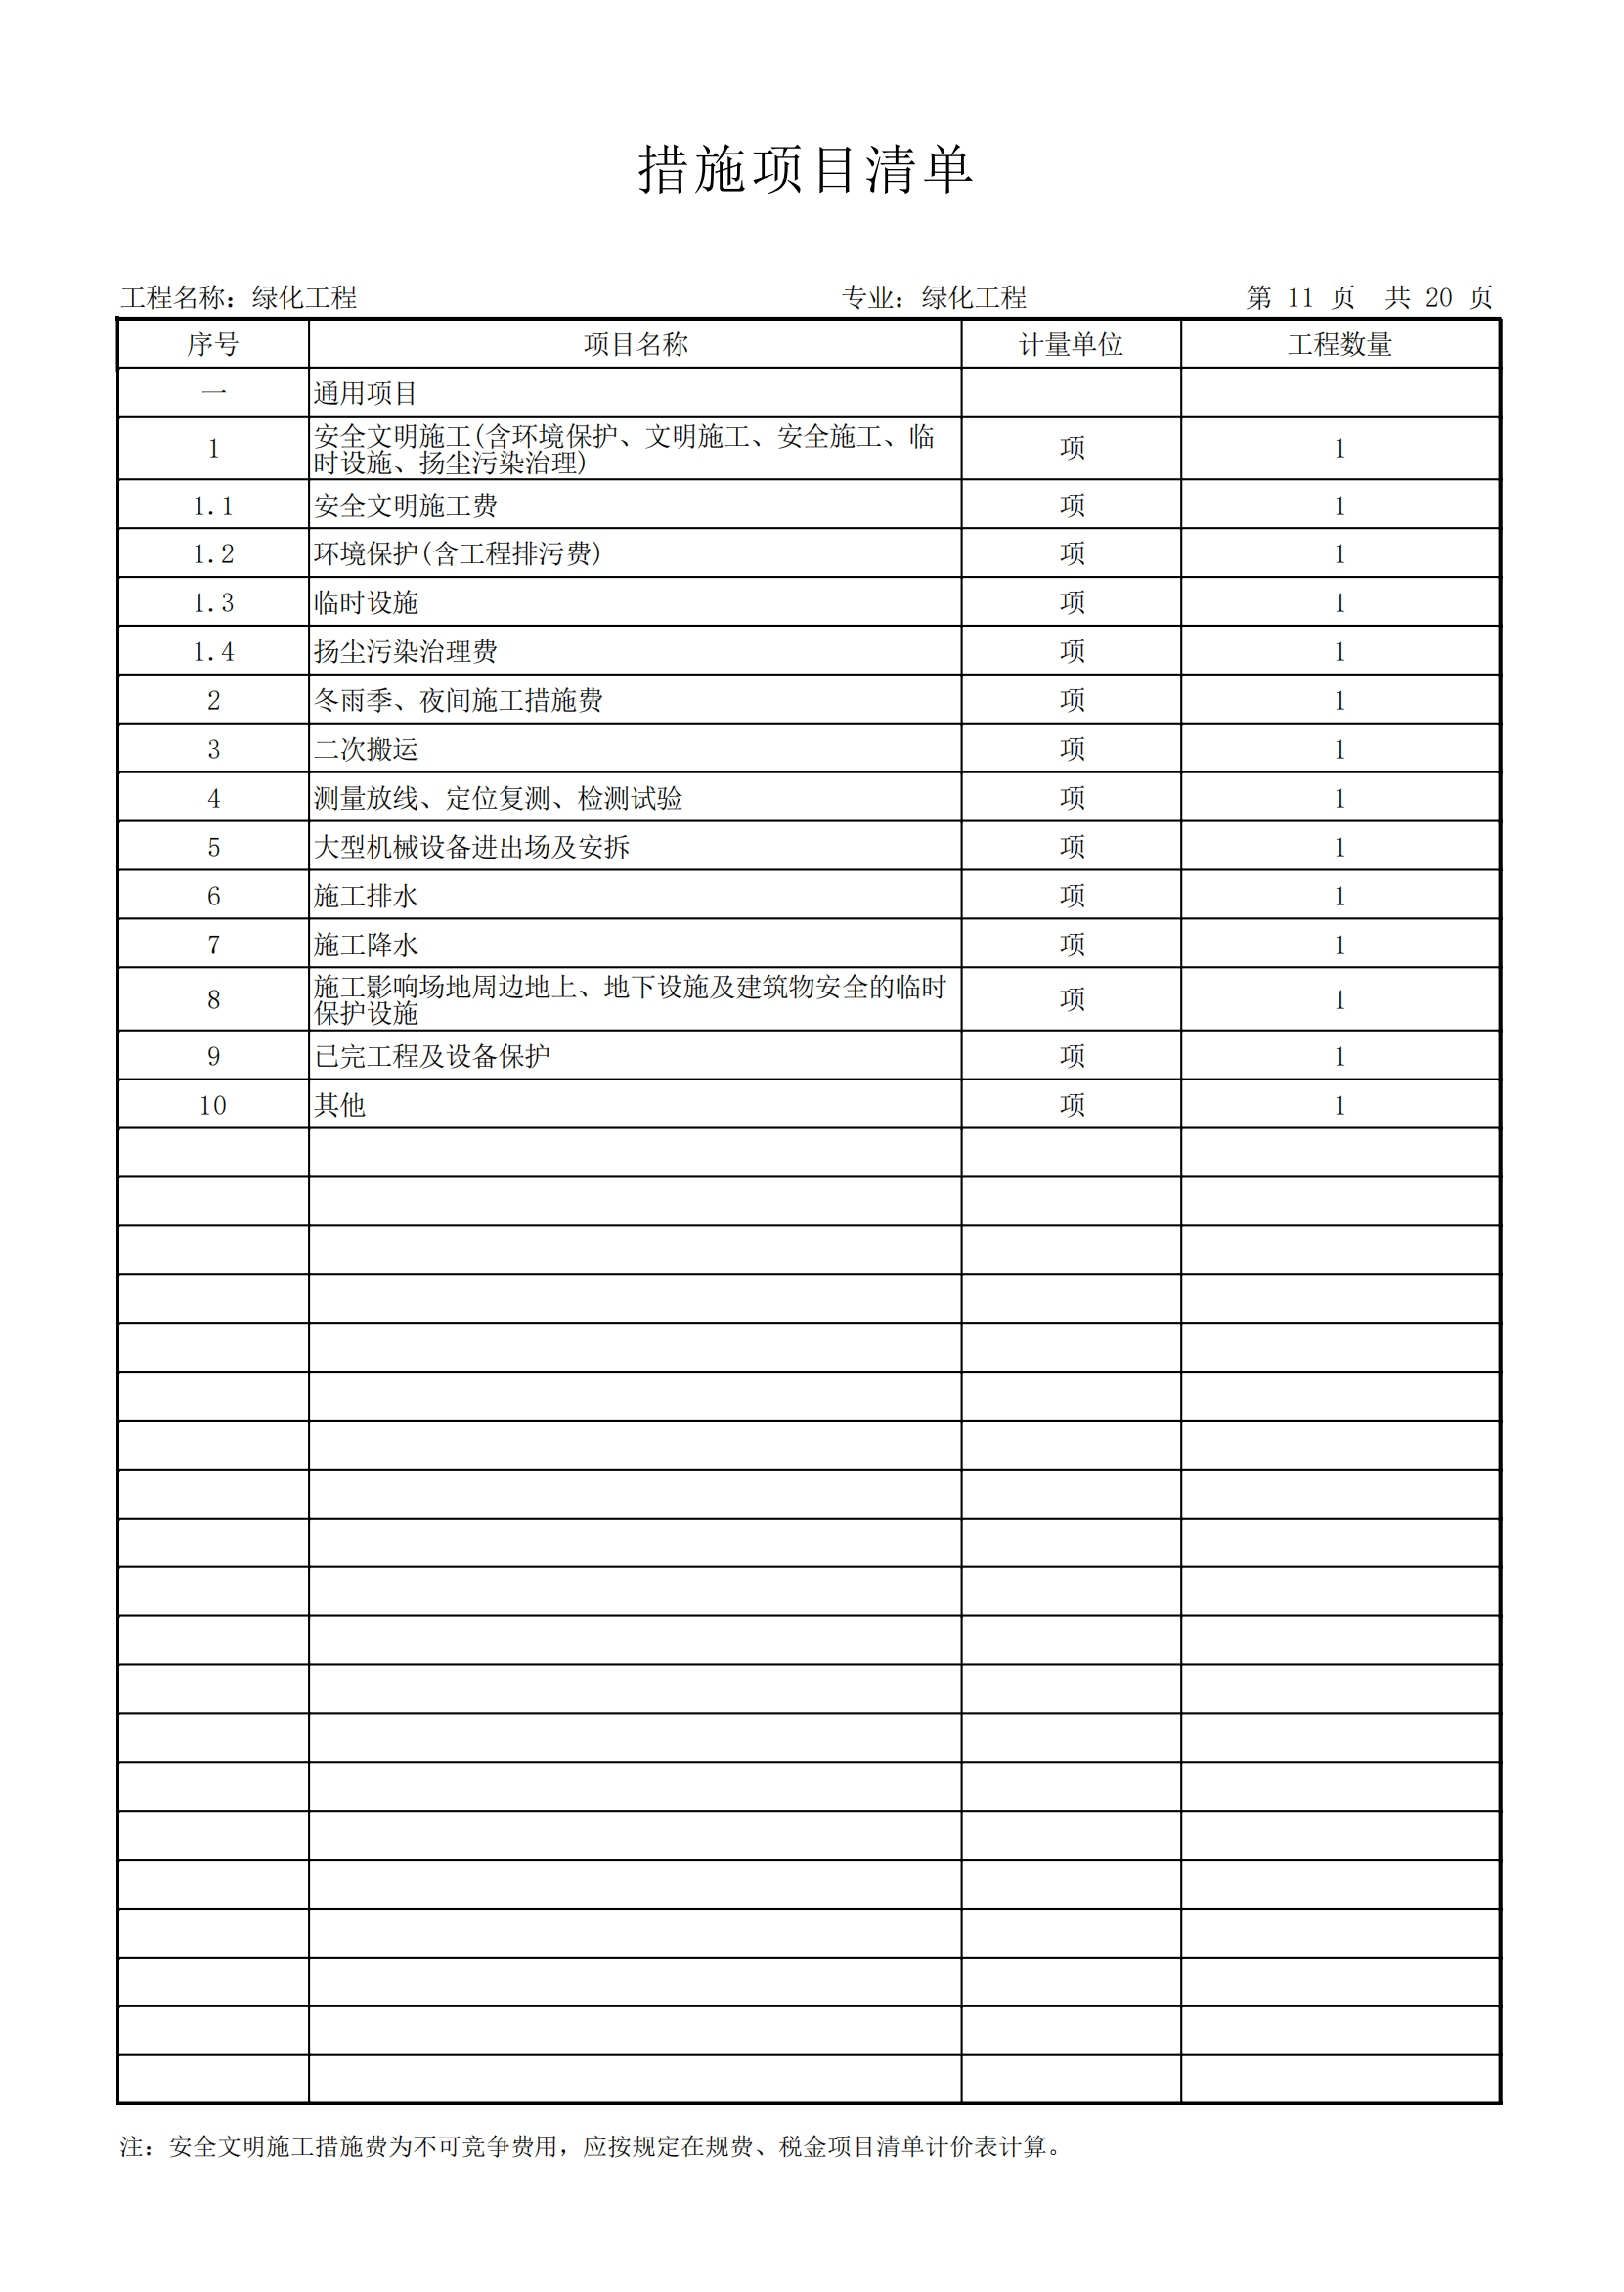 措施项目清单
工程名称：绿化工程 专业：绿化工程 第 11 页 共 20 页
序号 项目名称 计量单位 工程数量
一 通用项目
1 安全文明施工(含环境保护、文明施工、安全施工、临
时设施、扬尘污染治理) 项 1
1.1 安全文明施工费 项 1
1.2 环境保护(含工程排污费) 项 1
1.3 临时设施 项 1
1.4 扬尘污染治理费 项 1
2 冬雨季、夜间施工措施费 项 1
3 二次搬运 项 1
4 测量放线、定位复测、检测试验 项 1
5 大型机械设备进出场及安拆 项 1
6 施工排水 项 1
7 施工降水 项 1
8 施工影响场地周边地上、地下设施及建筑物安全的临时
保护设施 项 1
9 已完工程及设备保护 项 1
10 其他 项 1
注：安全文明施工措施费为不可竞争费用，应按规定在规费、税金项目清单计价表计算。